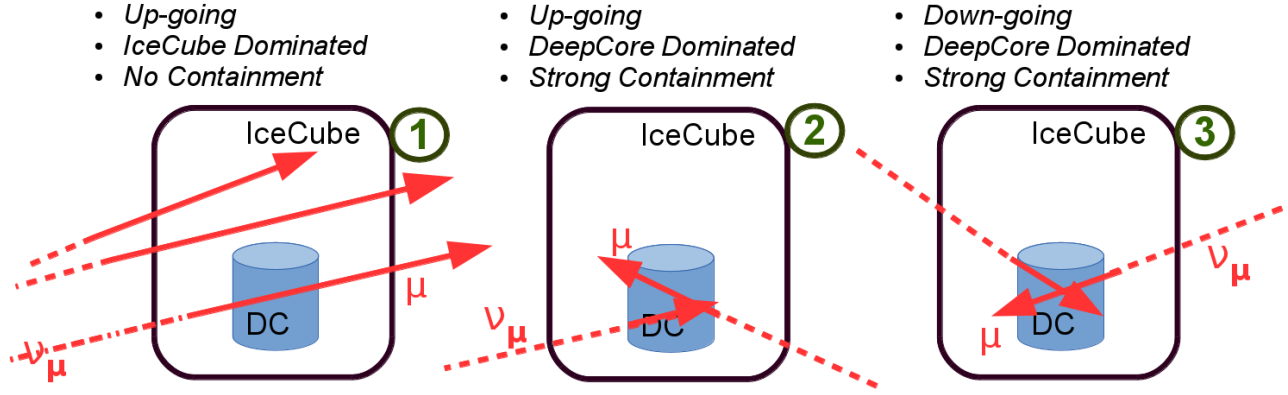 • Up-going
• IceCube Dominated
• No Containment
IceCube
1
μ
DC
νμ
• Up-going
• DeepCore Dominated
• Strong Containment
IceCube
2
μ
νμ
DC
• Down-going
• DeepCore Dominated
• Strong Containment
IceCube
3
νμ
μ
DC